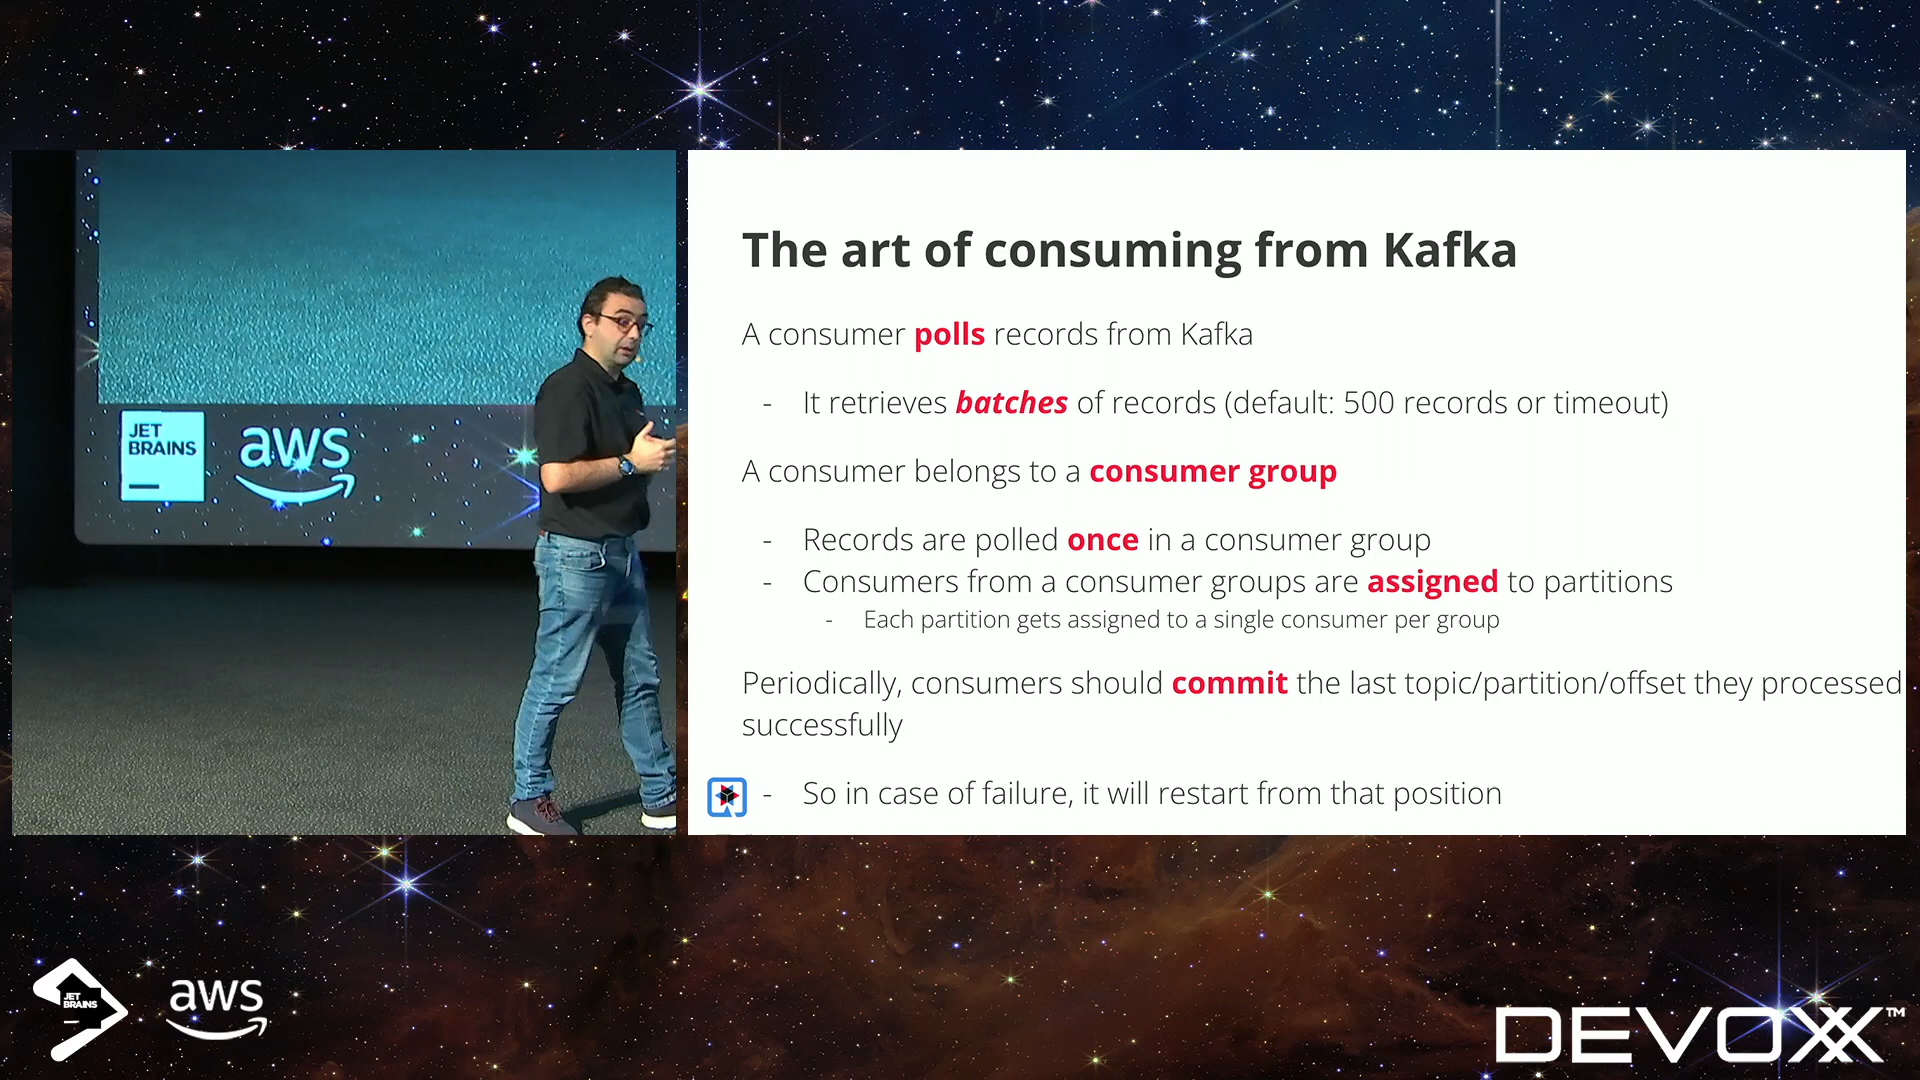 JET
BRAINS
aws
The art of consuming from Kafka
A consumer polls records from Kafka
- It retrieves batches of records (default: 500 records or timeout)
A consumer belongs to a consumer group
- Records are polled once in a consumer group
- Consumers from a consumer groups are assigned to partitions
- Each partition gets assigned to a single consumer per group
Periodically, consumers should commit the last topic/partition/offset they processed
successfully
- So in case of failure, it will restart from that position
JET
BRAINS
aws
DEVOXX™